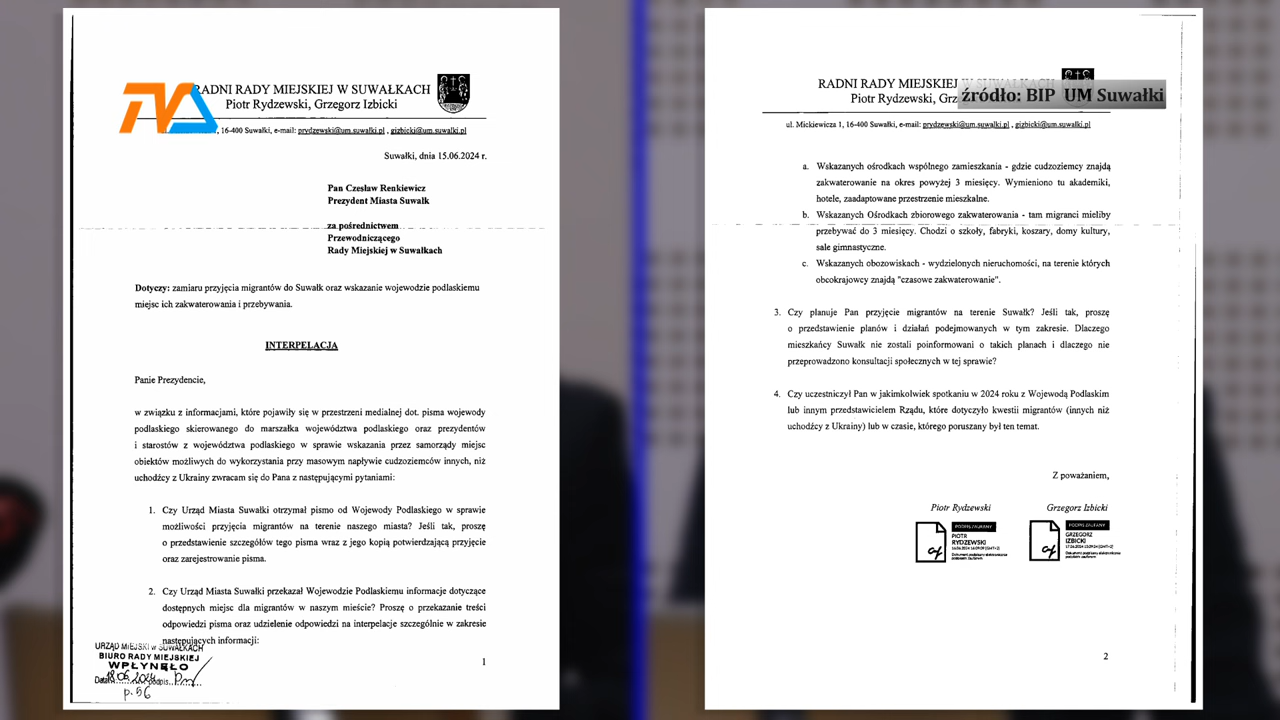 TVA
RADNI RADY MIEJSKIEJ W SUWAŁKACH
Piotr Rydzewski, Grzegorz Izbicki
, 16-400 Suwałki, e-mail: prydzewski@um.suwalki.pl , gizbicki@um.suwalki.pl
Suwałki, dnia 15.06.2024 r.
Pan Czesław Renkiewicz
Prezydent Miasta Suwałk
za pośrednictwem
Przewodniczącego
Rady Miejskiej w Suwałkach
Dotyczy: zamiaru przyjęcia migrantów do Suwałk oraz wskazanie wojewodzie podlaskiemu
miejsc ich zakwaterowania i przebywania.
INTERPELACJA
Panie Prezydencie,
w związku z informacjami, które pojawiły się w przestrzeni medialnej dot. pisma wojewody
podlaskiego skierowanego do marszałka województwa podlaskiego oraz prezydentów
i starostów z województwa podlaskiego w sprawie wskazania przez samorządy miejsc
obiektów możliwych do wykorzystania przy masowym napływie cudzoziemców innych, niż
uchodźcy z Ukrainy zwracam się do Pana z następującymi pytaniami:
1. Czy Urząd Miasta Suwałki otrzymał pismo od Wojewody Podlaskiego w sprawie
możliwości przyjęcia migrantów na terenie naszego miasta? Jeśli tak, proszę
o przedstawienie szczegółów tego pisma wraz z jego kopią potwierdzającą przyjęcie
oraz zarejestrowanie pisma.
2. Czy Urząd Miasta Suwałki przekazał Wojewodzie Podlaskiemu informacje dotyczące
dostępnych miejsc dla migrantów w naszym mieście? Proszę o przekazanie treści
odpowiedzi pisma oraz udzielenie odpowiedzi na interpelacje szczególnie w zakresie
następujących informacji:
URZĄD MIEJSKI w SUWAŁKACH
BIURO RADY MIEJSKIEJ
WPŁYNĘŁO
Data 18.06.2024 podpis
p. 56
1
RADNI RADY MIEJSKIEJ W SUWAŁKACH
Piotr Rydzewski, Grz
źródło: BIP UM Suwałki
ul. Mickiewicza 1, 16-400 Suwałki, e-mail: prydzewski@um.suwalki.pl , gizbicki@um.suwalki.pl
a. Wskazanych ośrodkach wspólnego zamieszkania - gdzie cudzoziemcy znajdą
zakwaterowanie na okres powyżej 3 miesięcy. Wymieniono tu akademiki,
hotele, zaadaptowane przestrzenie mieszkalne.
b. Wskazanych Ośrodkach zbiorowego zakwaterowania - tam migranci mieliby
przebywać do 3 miesięcy. Chodzi o szkoły, fabryki, koszary, domy kultury,
sale gimnastyczne.
c. Wskazanych obozowiskach - wydzielonych nieruchomości, na terenie których
obcokrajowcy znajdą "czasowe zakwaterowanie".
3. Czy planuje Pan przyjęcie migrantów na terenie Suwałk? Jeśli tak, proszę
o przedstawienie planów i działań podejmowanych w tym zakresie. Dlaczego
mieszkańcy Suwałk nie zostali poinformowani o takich planach i dlaczego nie
przeprowadzono konsultacji społecznych w tej sprawie?
4. Czy uczestniczył Pan w jakimkolwiek spotkaniu w 2024 roku z Wojewodą Podlaskim
lub innym przedstawicielem Rządu, które dotyczyło kwestii migrantów (innych niż
uchodźcy z Ukrainy) lub w czasie, którego poruszany był ten temat.
Z poważaniem,
Piotr Rydzewski Grzegorz Izbicki
PODPIS ZAUFANY
PIOTR
RYDZEWSKI
PODPIS ZAUFANY
GRZEGORZ
IZBICKI
2